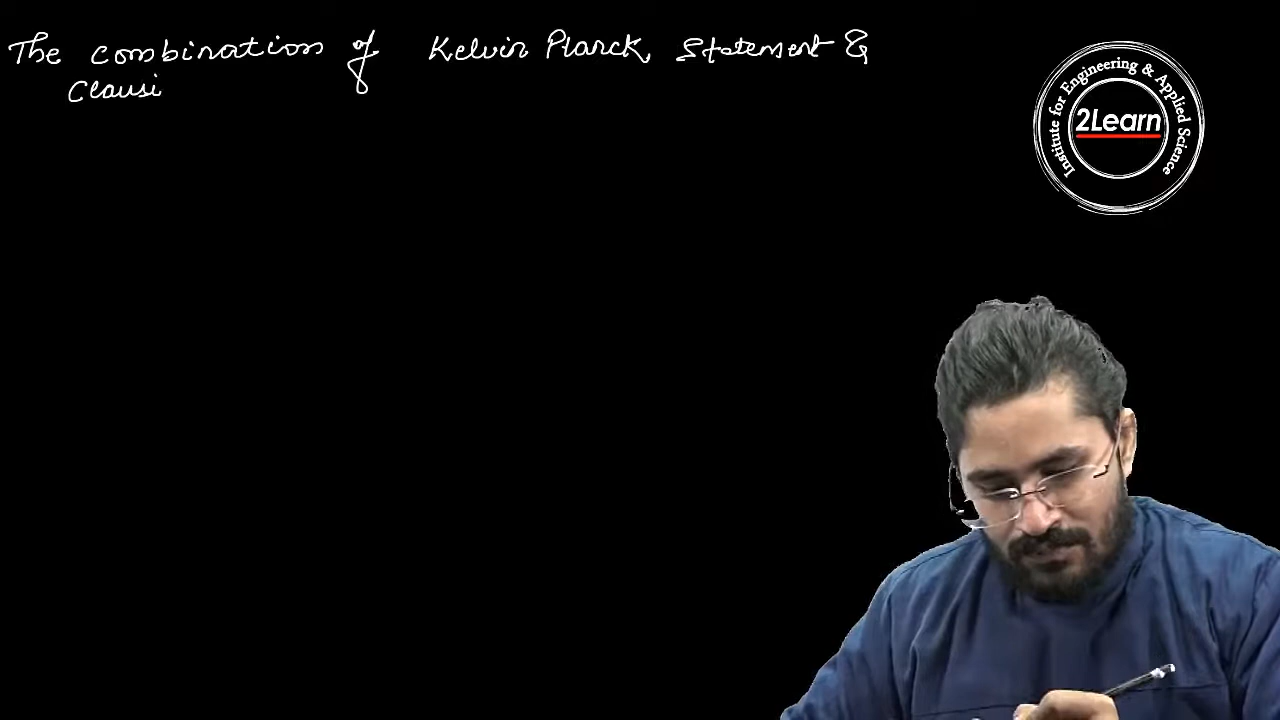 The combination of Kelvin Planck Statement &
Clausi
Institute for Engineering & Applied Science
2Learn